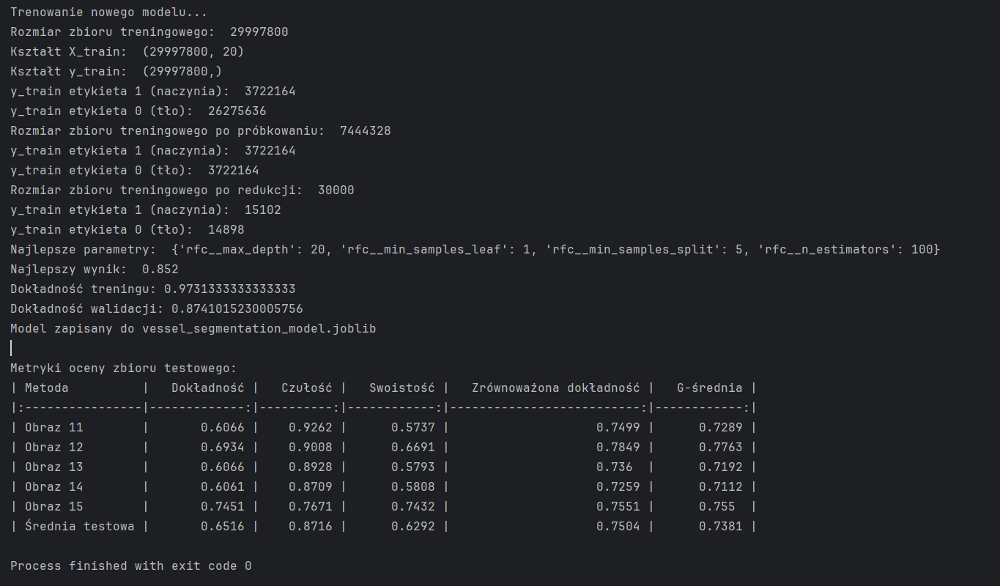 Trenowanie nowego modelu...
Rozmiar zbioru treningowego:  29997800
Kształt X_train:  (29997800, 20)
Kształt y_train:  (29997800,)
y_train etykieta 1 (naczynia):  3722164
y_train etykieta 0 (tło):  26275636
Rozmiar zbioru treningowego po próbkowaniu:  7444328
y_train etykieta 1 (naczynia):  3722164
y_train etykieta 0 (tło):  3722164
Rozmiar zbioru treningowego po redukcji:  30000
y_train etykieta 1 (naczynia):  15102
y_train etykieta 0 (tło):  14898
Najlepsze parametry:  {'rfc__max_depth': 20, 'rfc__min_samples_leaf': 1, 'rfc__min_samples_split': 5, 'rfc__n_estimators': 100}
Najlepszy wynik:  0.852
Dokładność treningu: 0.9731333333333333
Dokładność walidacji: 0.8741015230005756
Model zapisany do vessel_segmentation_model.joblib
Metryki oceny zbioru testowego:
| Metoda          |   Dokładność |   Czułość |   Swoistość |   Zrównoważona dokładność |   G-średnia |
|:----------------|-------------:|----------:|------------:|--------------------------:|------------:|
| Obraz 11        |       0.6066 |    0.9262 |      0.5737 |                    0.7499 |      0.7289 |
| Obraz 12        |       0.6934 |    0.9008 |      0.6691 |                    0.7849 |      0.7763 |
| Obraz 13        |       0.6066 |    0.8928 |      0.5793 |                    0.736  |      0.7192 |
| Obraz 14        |       0.6061 |    0.8709 |      0.5808 |                    0.7259 |      0.7112 |
| Obraz 15        |       0.7451 |    0.7671 |      0.7432 |                    0.7551 |      0.755  |
| Średnia testowa |       0.6516 |    0.8716 |      0.6292 |                    0.7504 |      0.7381 |
Process finished with exit code 0